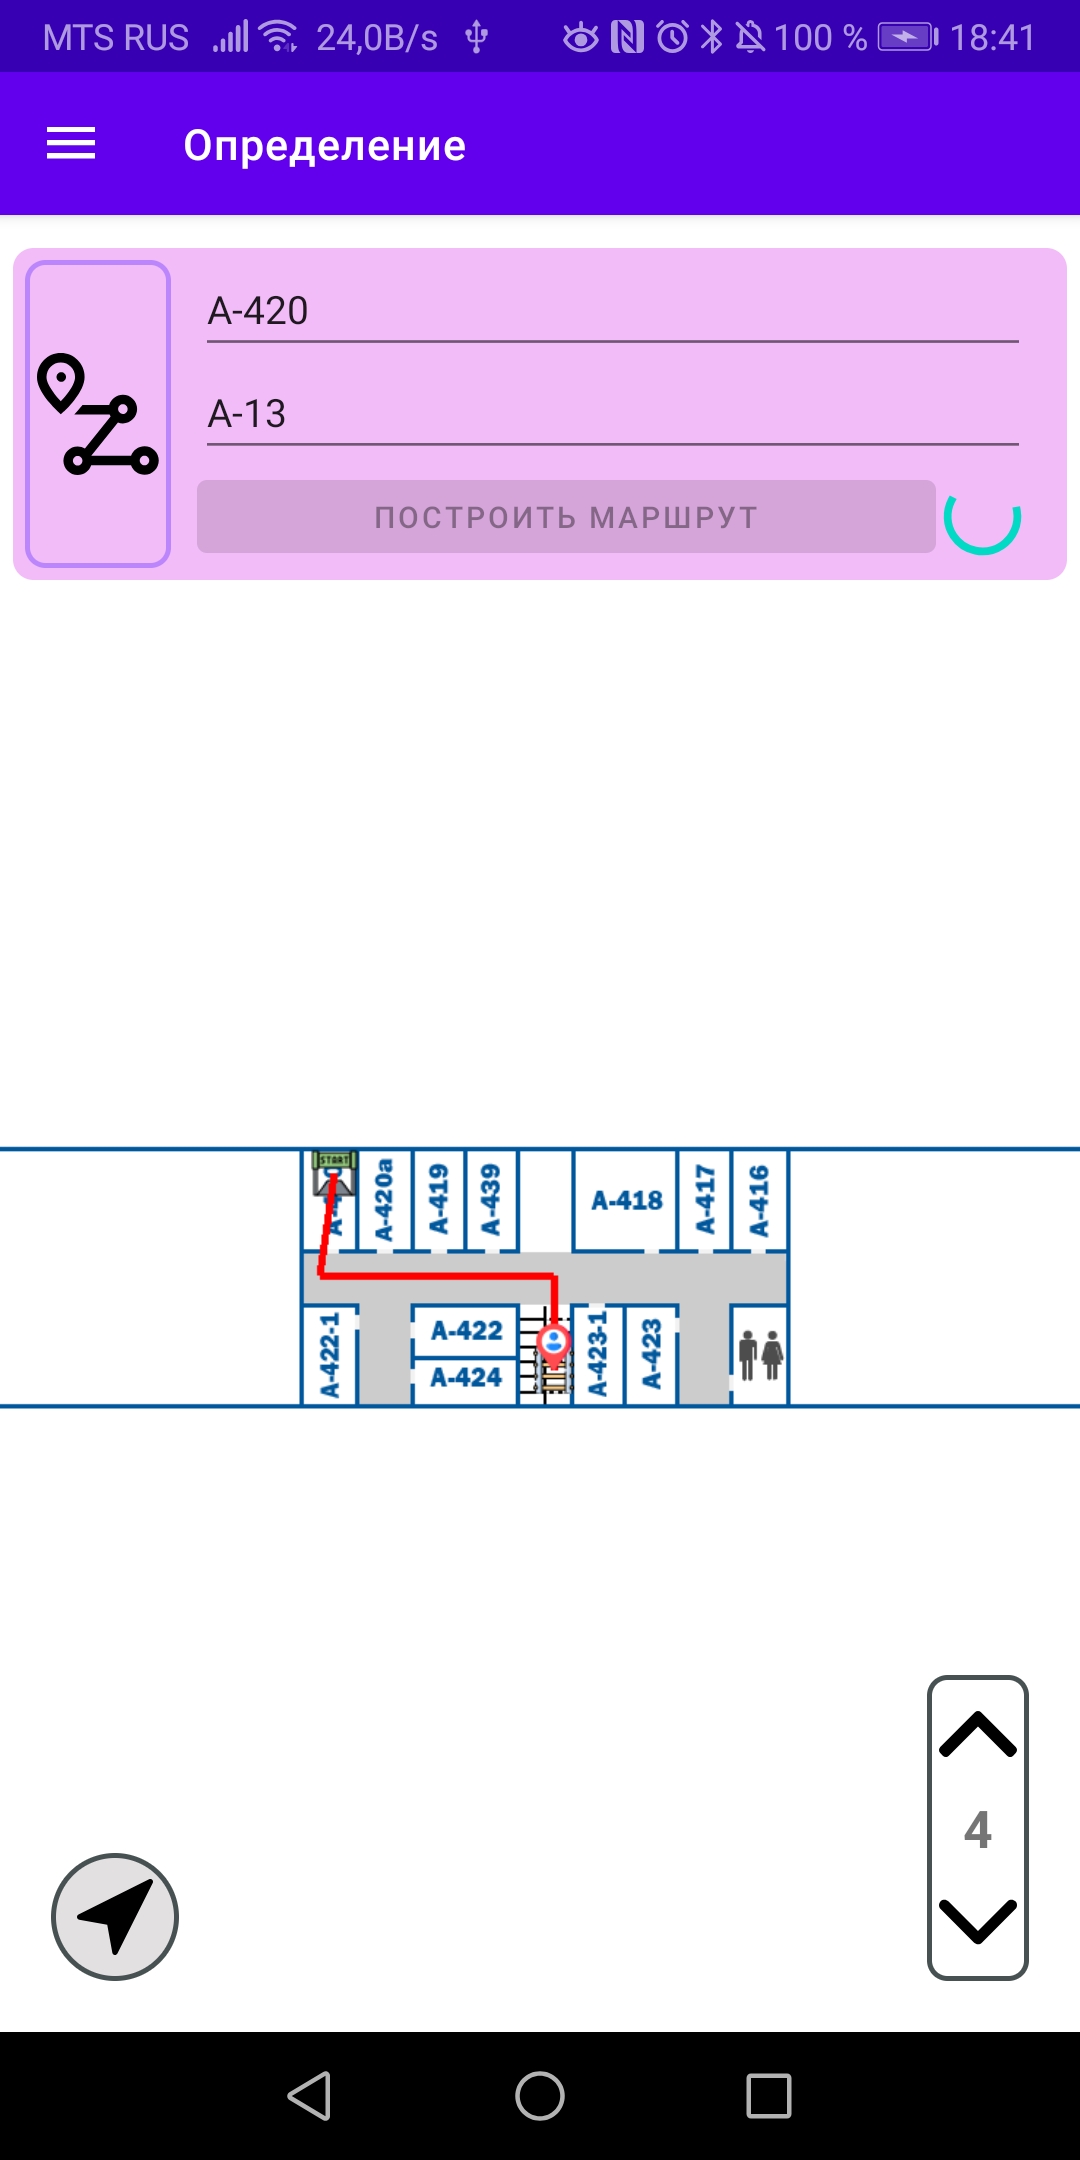 MTS RUS 24,0B/s 100 % 18:41
Определение
А-420
А-13
ПОСТРОИТЬ МАРШРУТ
START
А-420а
А-419
А-439
А-418
А-417
А-416
А-422-1
А-422
А-424
А-423-1
А-423
4